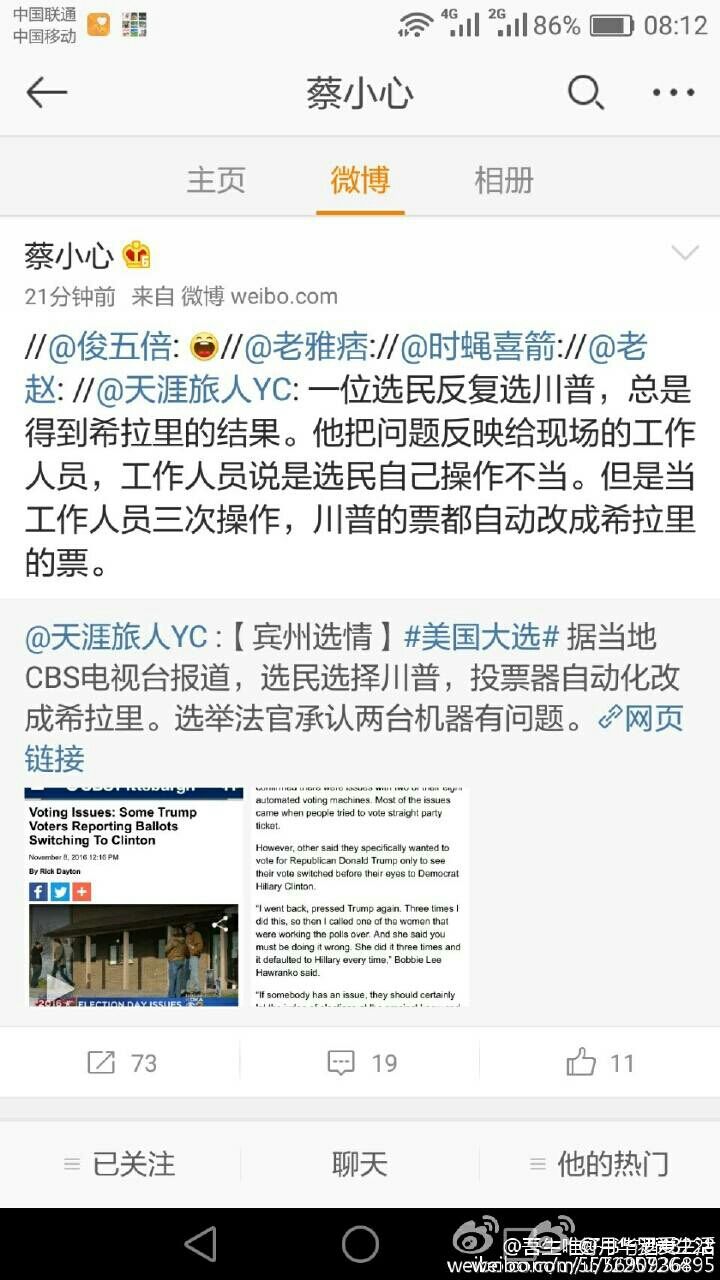 中国联通
中国移动
4G 2G 86% 08:12
蔡小心
主页 微博 相册
蔡小心
21分钟前 来自 微博 weibo.com
//@俊五倍: //@老雅痞://@时蝇喜箭://@老
赵: //@天涯旅人YC: 一位选民反复选川普，总是
得到希拉里的结果。他把问题反映给现场的工作
人员，工作人员说是选民自己操作不当。但是当
工作人员三次操作，川普的票都自动改成希拉里
的票。
@天涯旅人YC :【 宾州选情 】#美国大选# 据当地
CBS电视台报道，选民选择川普，投票器自动化改
成希拉里。选举法官承认两台机器有问题。网页
链接
Voting Issues: Some Trump
Voters Reporting Ballots
Switching To Clinton
November 8, 2016 12:16 PM
By Rick Dayton
ELECTION DAY ISSUES
confirmed there were issues with two of their eight
automated voting machines. Most of the issues
came when people tried to vote straight party
ticket.
However, other said they specifically wanted to
vote for Republican Donald Trump only to see
their vote switched before their eyes to Democrat
Hillary Clinton.
"I went back, pressed Trump again. Three times I
did this, so then I called one of the women that
were working the polls over. And she said you
must be doing it wrong. She did it three times and
it defaulted to Hillary every time," Bobbie Lee
Hawranko said.
"If somebody has an issue, they should certainly
73 19 11
已关注 聊天 他的热门